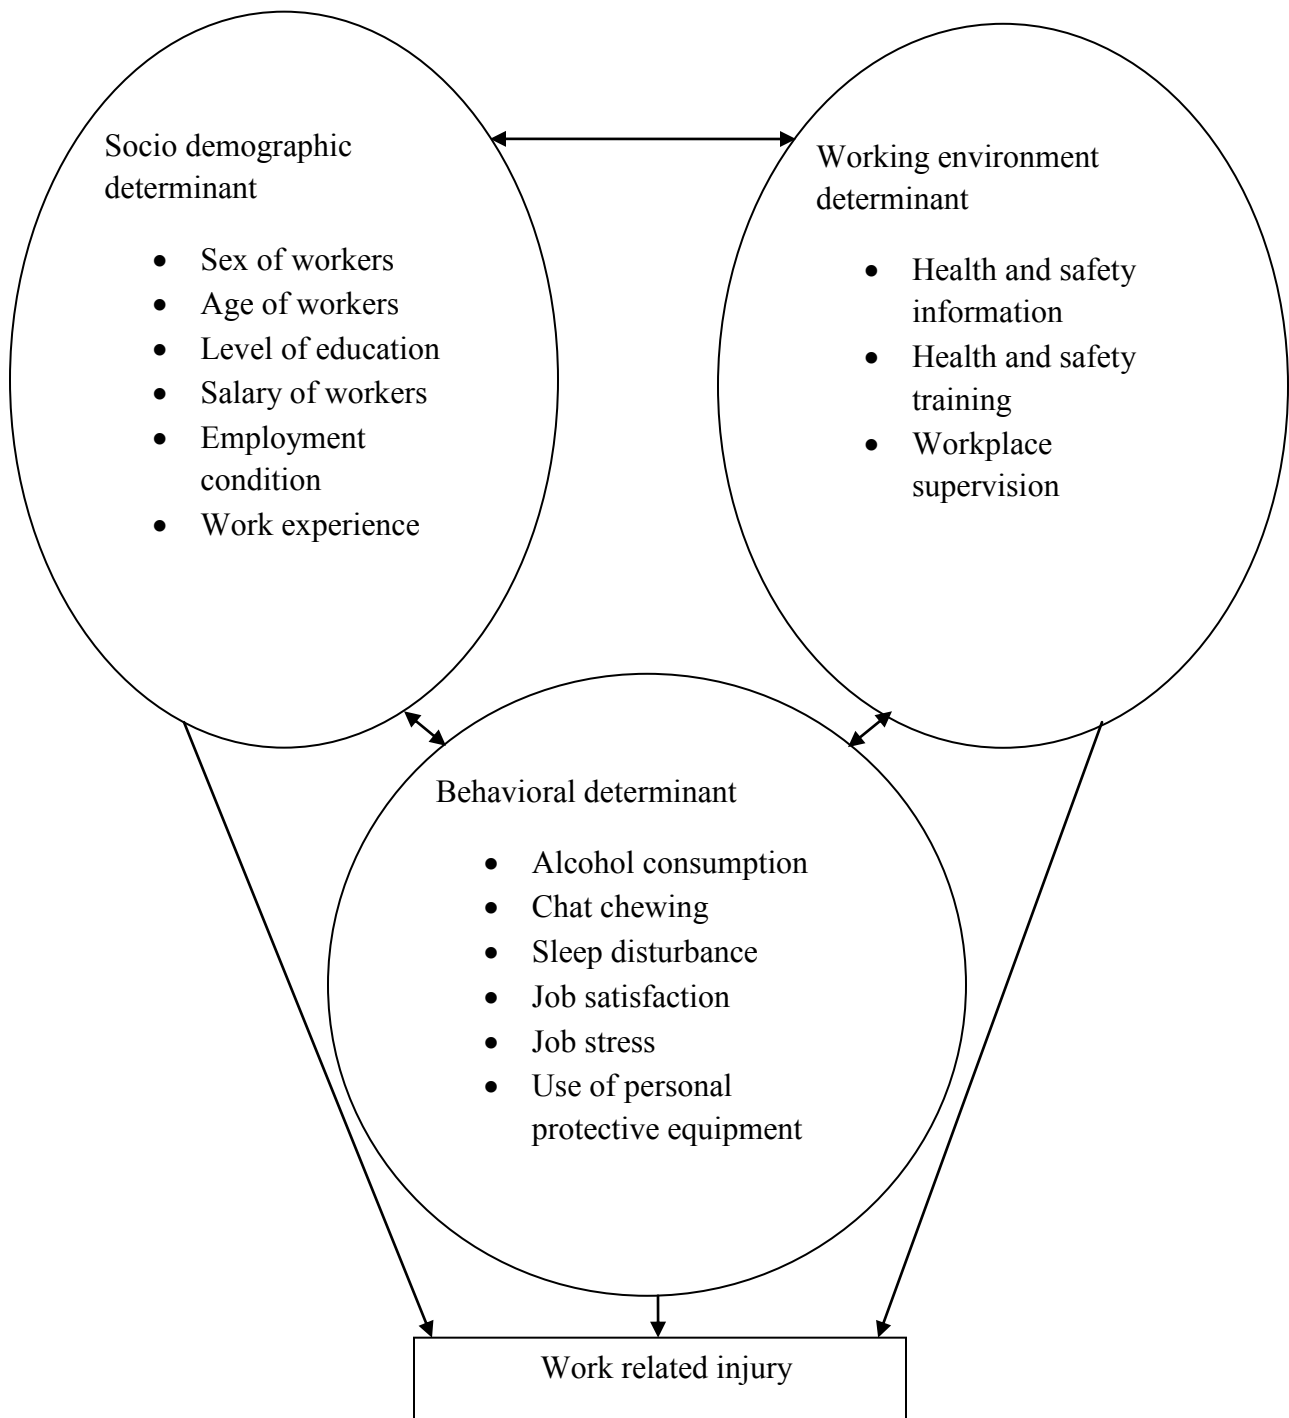 Socio demographic
determinant
• Sex of workers
• Age of workers
• Level of education
• Salary of workers
• Employment
condition
• Work experience
Working environment
determinant
• Health and safety
information
• Health and safety
training
• Workplace
supervision
Behavioral determinant
• Alcohol consumption
• Chat chewing
• Sleep disturbance
• Job satisfaction
• Job stress
• Use of personal
protective equipment
Work related injury